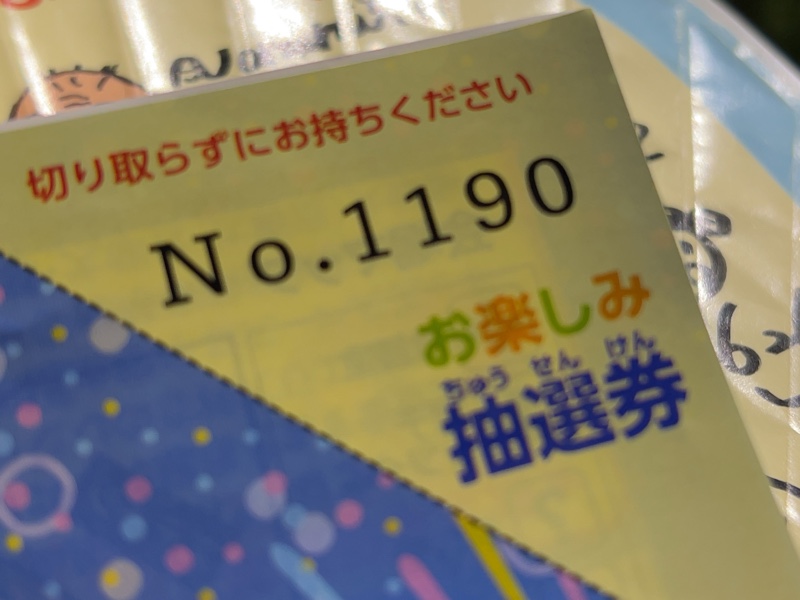 切り取らずにお持ちください
No.1190
お楽しみ
ちゅう せん けん
抽選券